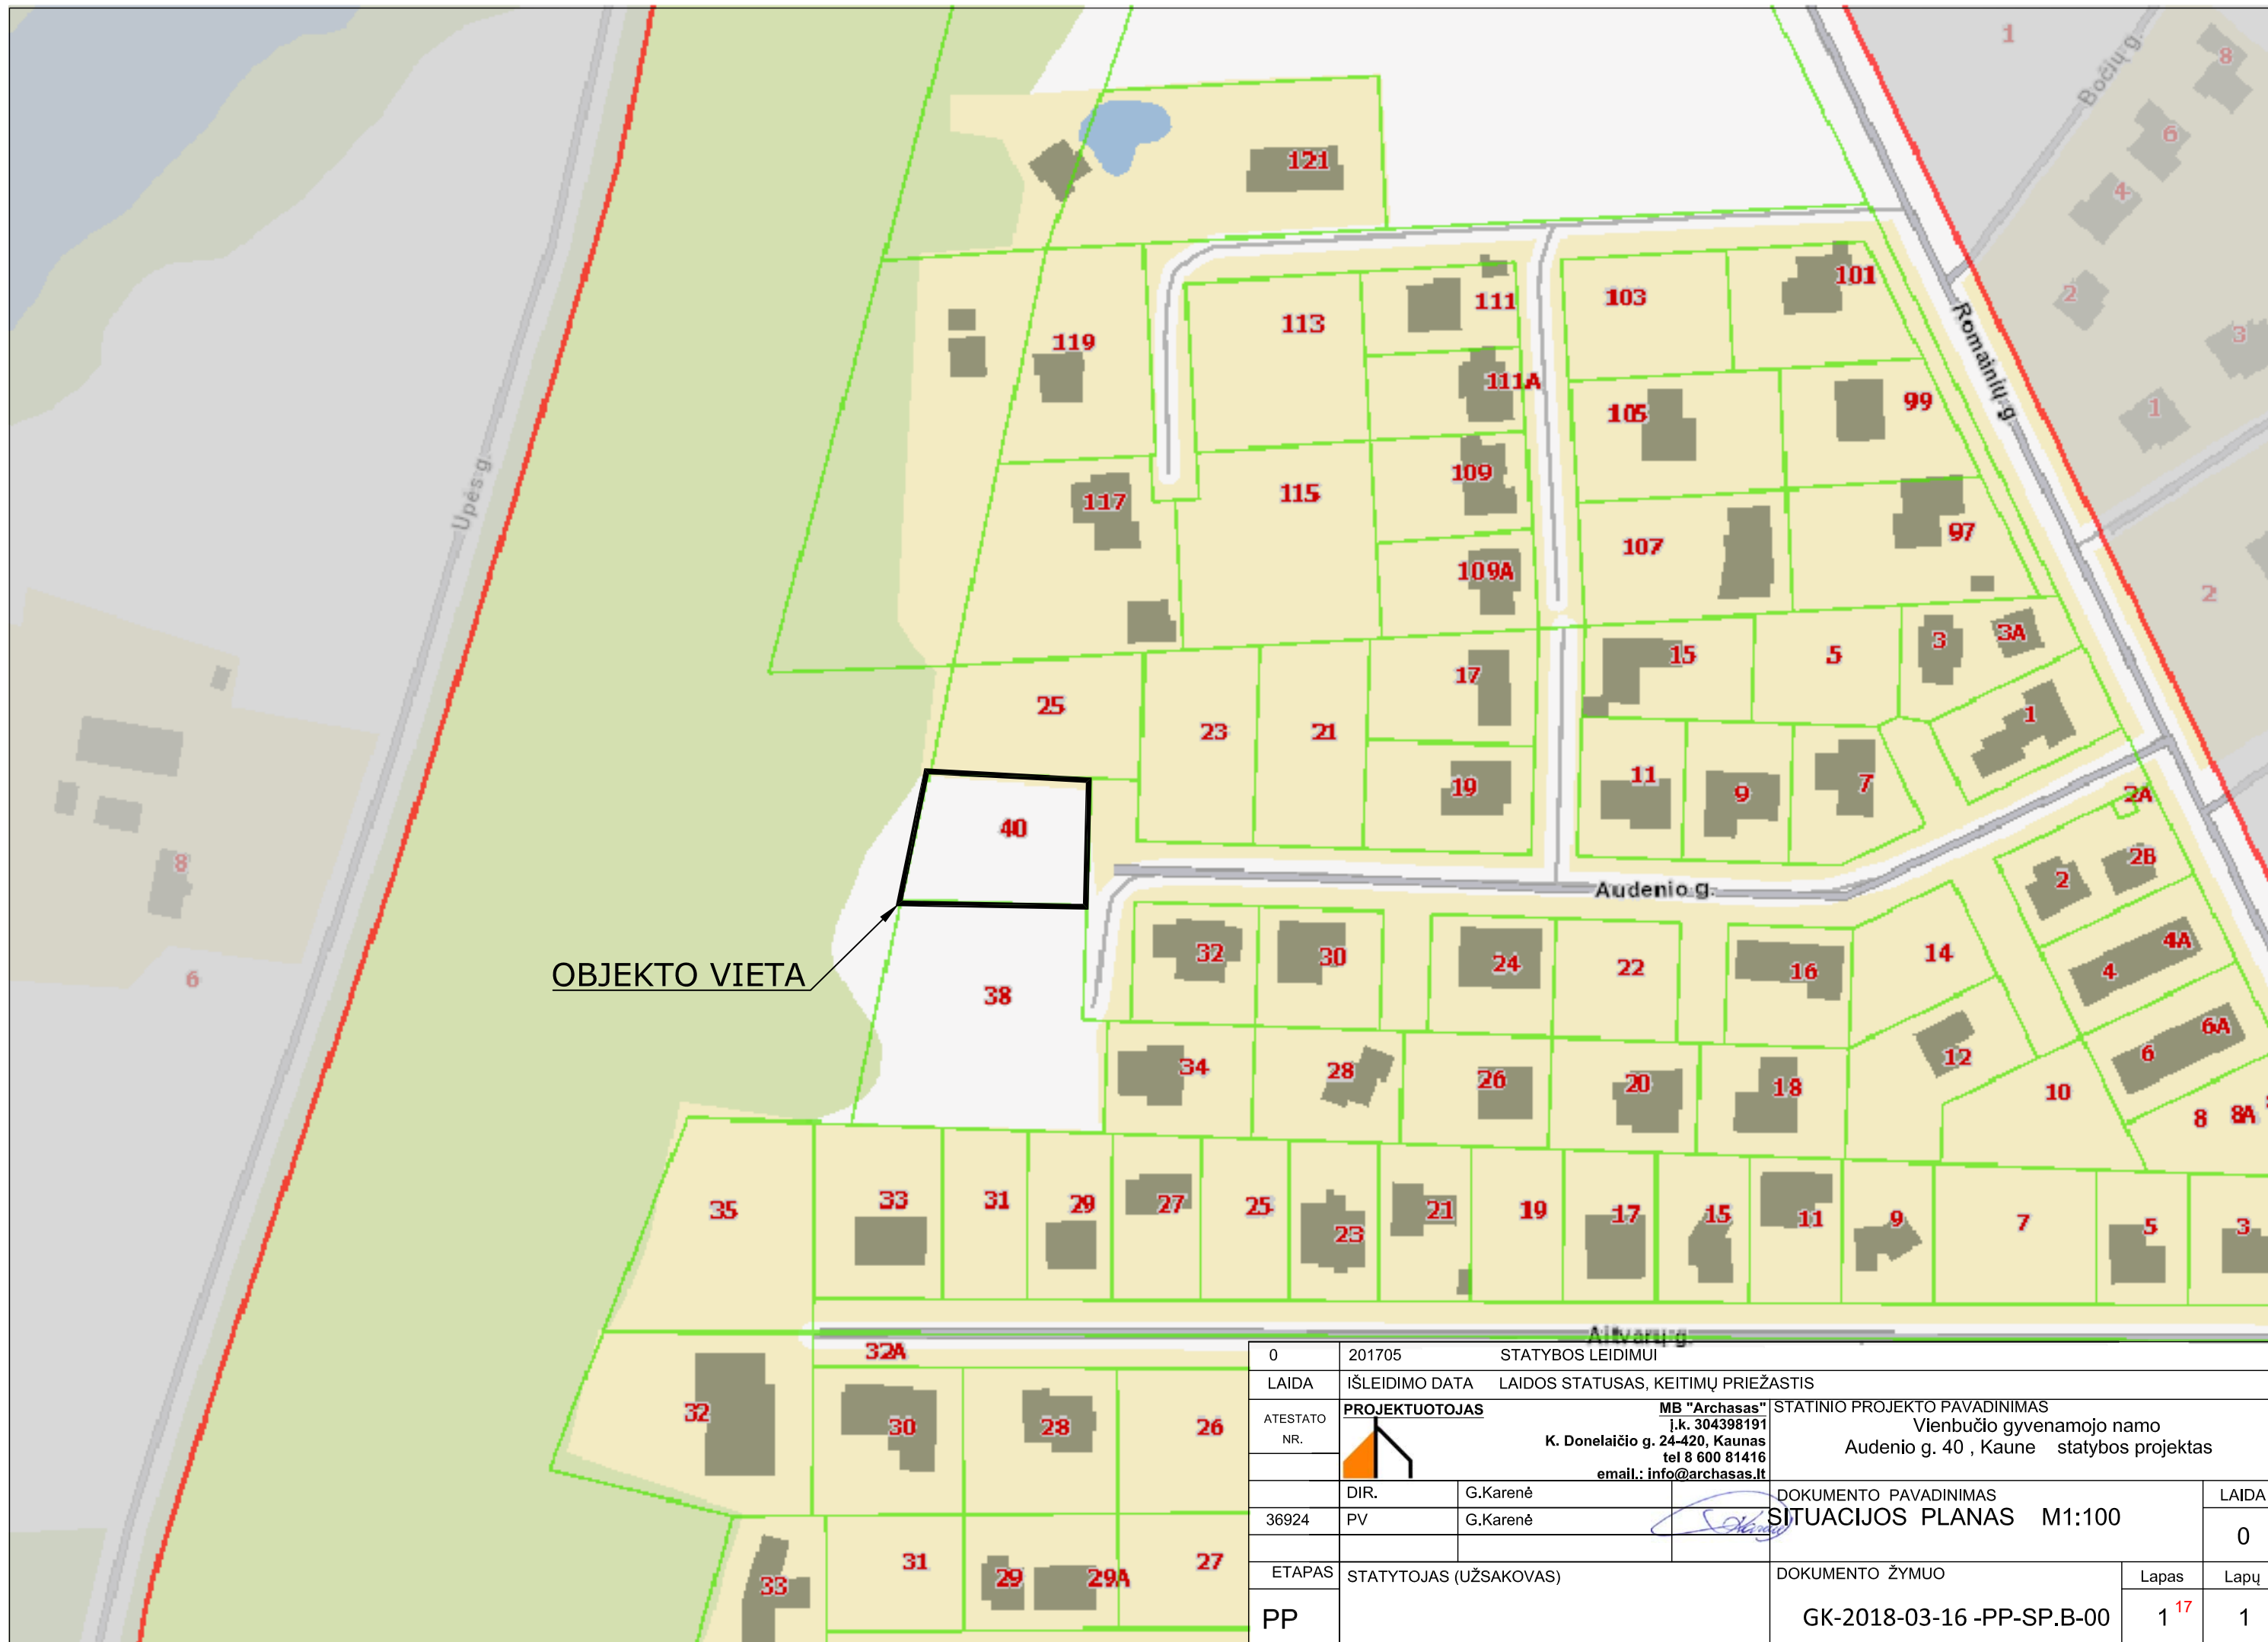 1
Bočių g.
8
6
4
2
3
1
2
121
Romainių g.
101
103
111
113
119
111A
99
105
109
115
117
107
97
109A
Upės g.
3A
3
5
15
17
25
23
21
1
19
11
9
7
2A
40
2B
2
8
Audenio g.
6
OBJEKTO VIETA
32
30
24
22
16
14
4A
4
38
6A
6
34
28
26
20
18
12
10
8
8A
35
33
31
29
27
25
23
21
19
17
15
11
9
7
5
3
Aitvarų g.
32A
32
30
28
26
33
31
29
29A
27
0 201705 STATYBOS LEIDIMUI
LAIDA IŠLEIDIMO DATA LAIDOS STATUSAS, KEITIMŲ PRIEŽASTIS
ATESTATO
NR.
PROJEKTUOTOJAS
MB "Archasas"
į.k. 304398191
K. Donelaičio g. 24-420, Kaunas
tel 8 600 81416
email.: info@archasas.lt
STATINIO PROJEKTO PAVADINIMAS
Vienbučio gyvenamojo namo
Audenio g. 40 , Kaune statybos projektas
DIR. G.Karenė
36924 PV G.Karenė
DOKUMENTO PAVADINIMAS
SITUACIJOS PLANAS M1:100
LAIDA
0
ETAPAS
PP
STATYTOJAS (UŽSAKOVAS)
DOKUMENTO ŽYMUO
GK-2018-03-16 -PP-SP.B-00
Lapas
1 17
Lapų
1